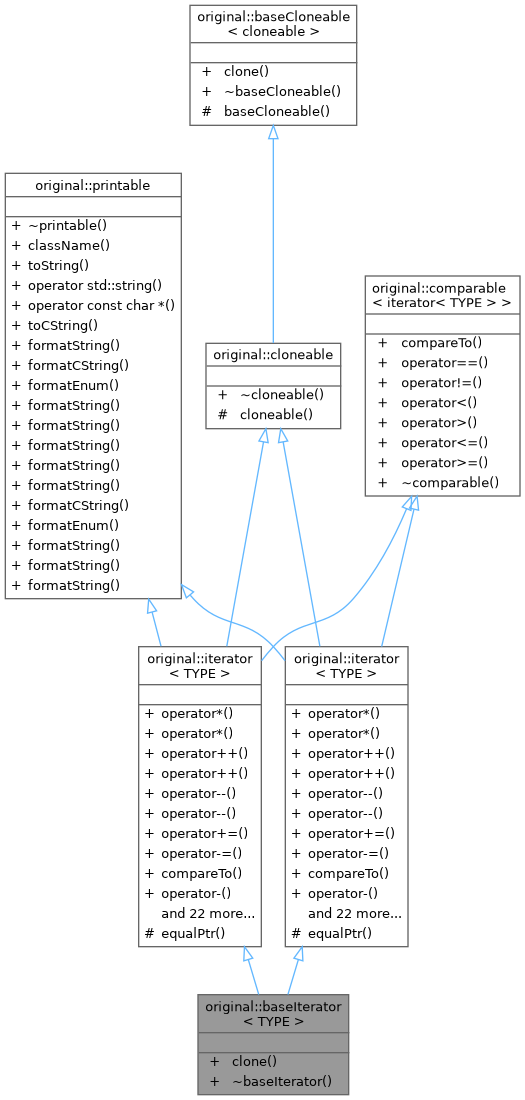 original::baseCloneable
< cloneable >
+ clone()
+ ~baseCloneable()
# baseCloneable()
original::printable
+ ~printable()
+ className()
+ toString()
+ operator std::string()
+ operator const char *()
+ toCString()
+ formatString()
+ formatCString()
+ formatEnum()
+ formatString()
+ formatString()
+ formatString()
+ formatString()
+ formatString()
+ formatCString()
+ formatEnum()
+ formatString()
+ formatString()
+ formatString()
original::comparable
< iterator< TYPE > >
+ compareTo()
+ operator==()
+ operator!=()
+ operator<()
+ operator>()
+ operator<=()
+ operator>=()
+ ~comparable()
original::cloneable
+ ~cloneable()
# cloneable()
original::iterator
< TYPE >
+ operator*()
+ operator*()
+ operator++()
+ operator++()
+ operator--()
+ operator--()
+ operator+=()
+ operator-=()
+ compareTo()
+ operator-()
and 22 more...
# equalPtr()
original::iterator
< TYPE >
+ operator*()
+ operator*()
+ operator++()
+ operator++()
+ operator--()
+ operator--()
+ operator+=()
+ operator-=()
+ compareTo()
+ operator-()
and 22 more...
# equalPtr()
original::baseIterator
< TYPE >
+ clone()
+ ~baseIterator()